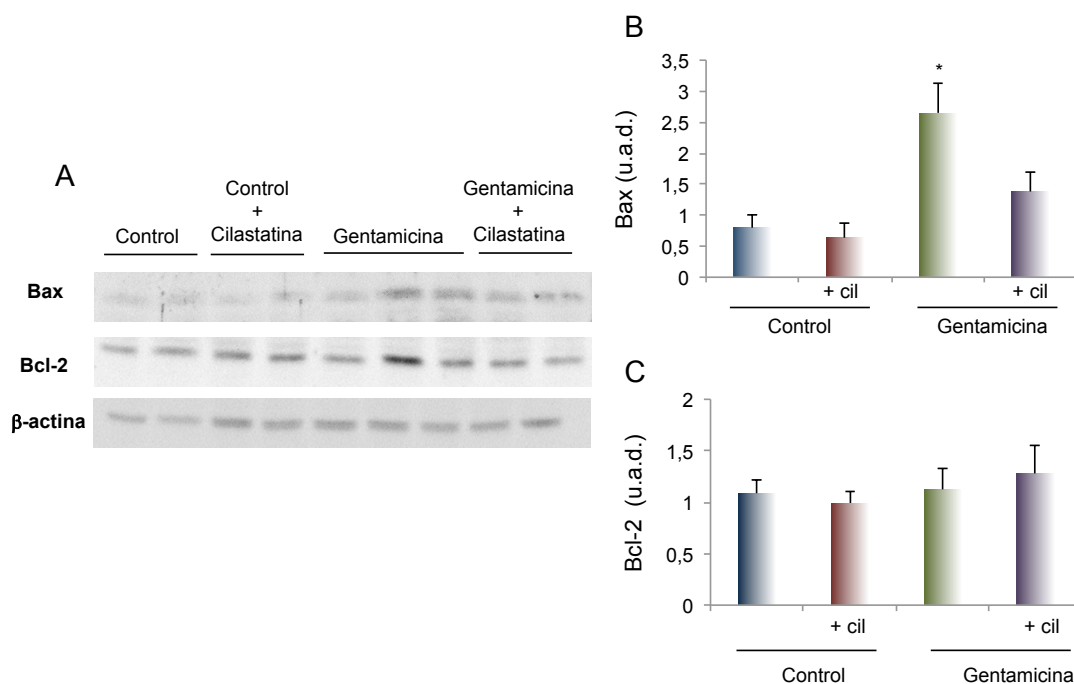 A
Control
+
Cilastatina
Gentamicina
+
Cilastatina
Control
Gentamicina
Bax
Bcl-2
β-actina
B
Bax (u.a.d.)
3,5
3
2,5
2
1,5
1
0,5
0
*
+ cil
+ cil
Control
Gentamicina
C
Bcl-2 (u.a.d.)
2
1,5
1
0,5
0
+ cil
+ cil
Control
Gentamicina